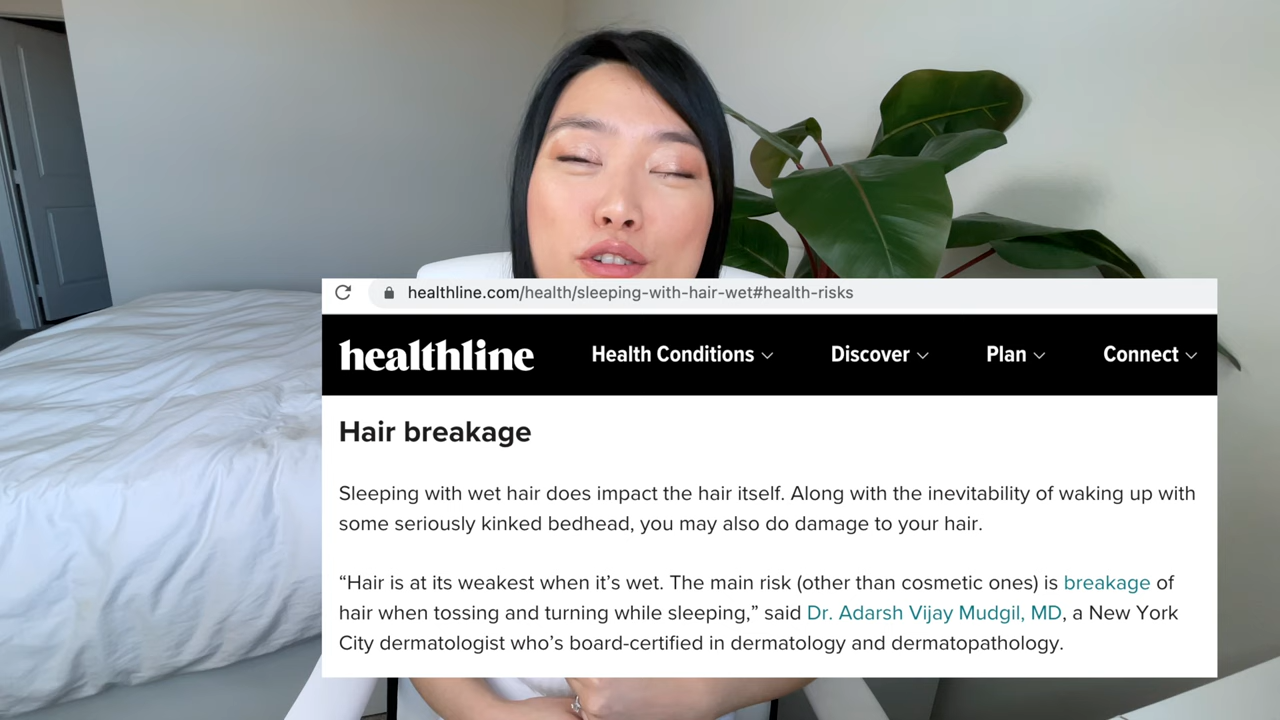 healthline.com/health/sleeping-with-hair-wet#health-risks
healthline Health Conditions Discover Plan Connect
Hair breakage
Sleeping with wet hair does impact the hair itself. Along with the inevitability of waking up with
some seriously kinked bedhead, you may also do damage to your hair.
“Hair is at its weakest when it’s wet. The main risk (other than cosmetic ones) is breakage of
hair when tossing and turning while sleeping,” said Dr. Adarsh Vijay Mudgil, MD, a New York
City dermatologist who’s board-certified in dermatology and dermatopathology.